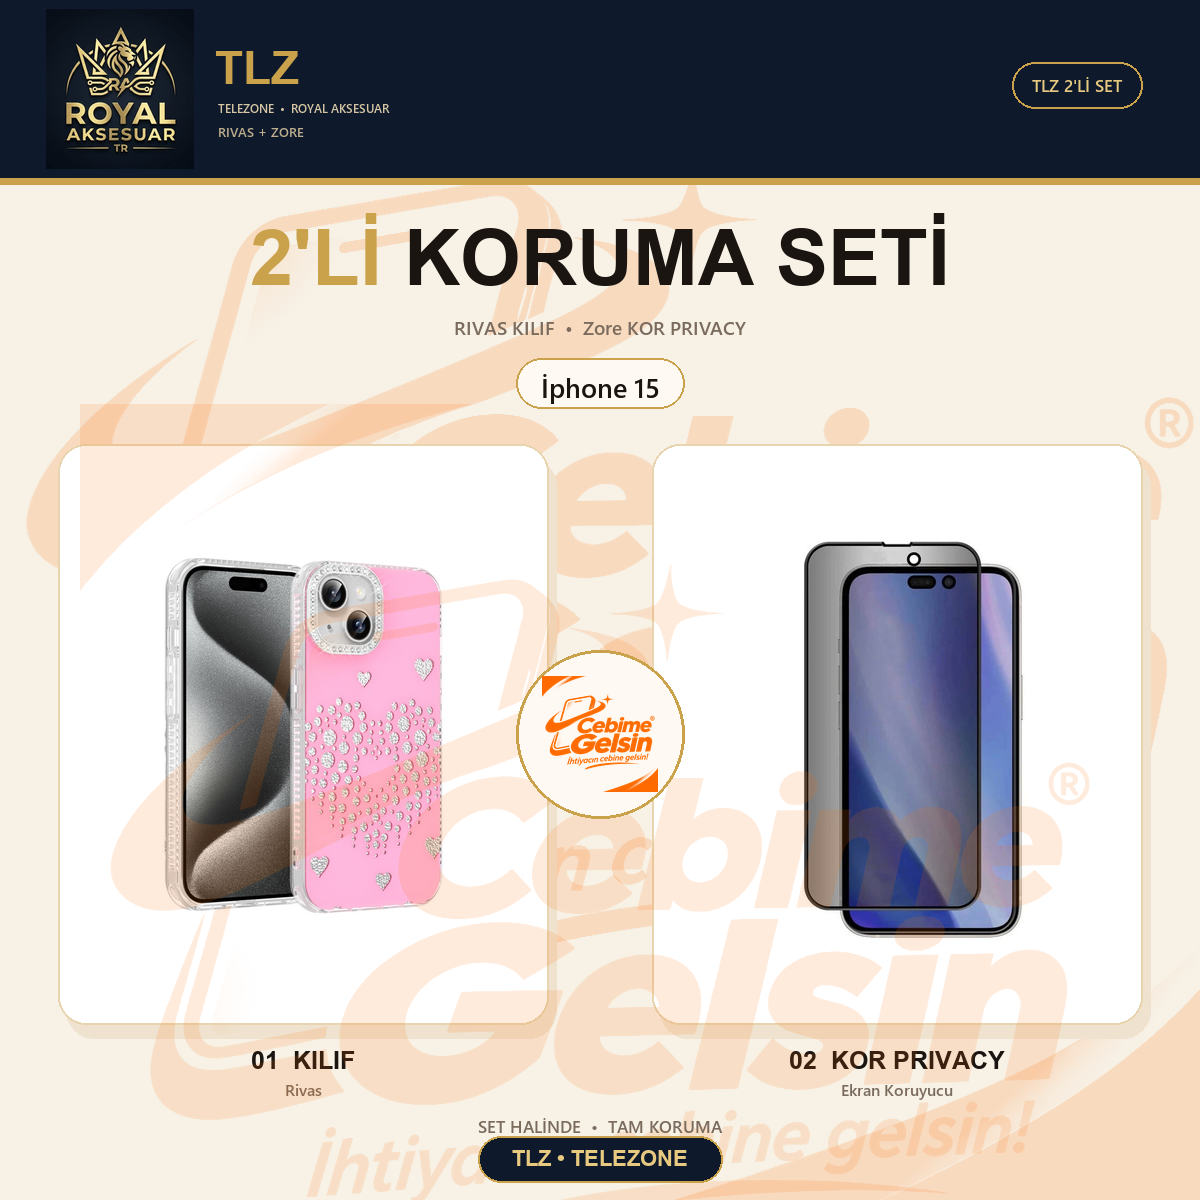 ROYAL
AKSESUAR
TR
TLZ
TELEZONE • ROYAL AKSESUAR
RIVAS + ZORE
TLZ 2'Lİ SET
2'Lİ KORUMA SETİ
RIVAS KILIF • Zore KOR PRIVACY
İphone 15
Cebime®
Gelsin
İhtiyacın cebine gelsin!
Cebime®
Gelsin
01 KILIF
Rivas
02 KOR PRIVACY
Ekran Koruyucu
SET HALİNDE • TAM KORUMA
TLZ • TELEZONE